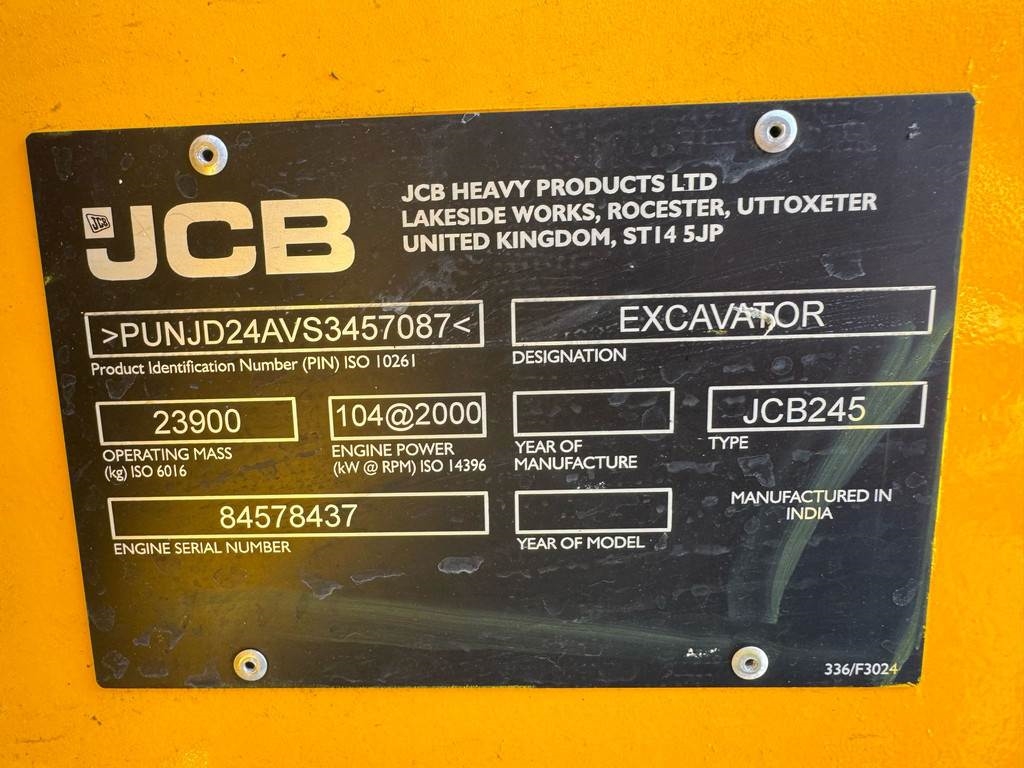 JCB
JCB
JCB HEAVY PRODUCTS LTD
LAKESIDE WORKS, ROCESTER, UTTOXETER
UNITED KINGDOM, ST14 5JP
>PUNJD24AVS3457087<
Product Identification Number (PIN) ISO 10261
EXCAVATOR
DESIGNATION
23900
OPERATING MASS
(kg) ISO 6016
104@2000
ENGINE POWER
(kW @ RPM) ISO 14396
YEAR OF
MANUFACTURE
JCB245
TYPE
84578437
ENGINE SERIAL NUMBER
YEAR OF MODEL
MANUFACTURED IN
INDIA
336/F3024